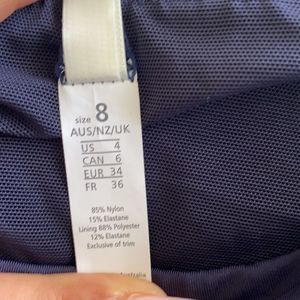 size 8
AUS/NZ/UK
US 4
CAN 6
EUR 34
FR 36
85% Nylon
15% Elastane
Lining 88% Polyester
12% Elastane
Exclusive of trim
Australia